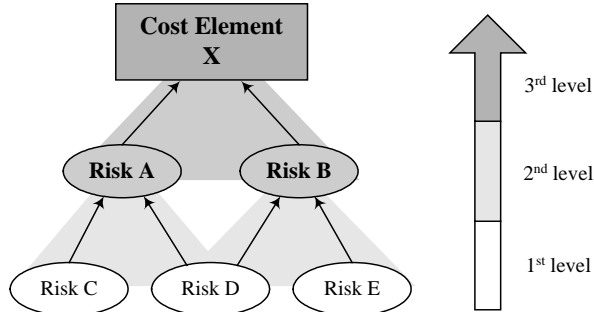 Cost Element
X
3rd level
Risk A
Risk B
2nd level
Risk C
Risk D
Risk E
1st level